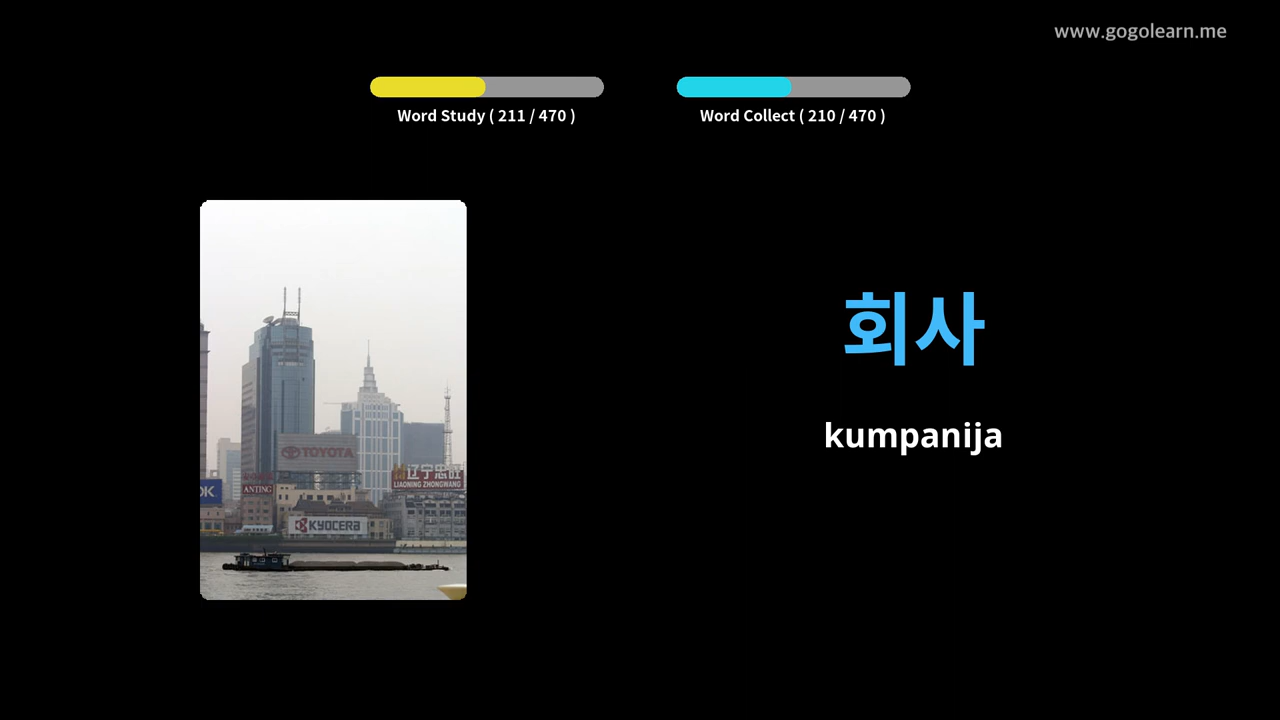 www.gogolearn.me
Word Study ( 211 / 470 )
Word Collect ( 210 / 470 )
회사
kumpanija
TOYOTA
辽宁忠旺
LIAONING ZHONGWANG
ANTING
OK
KYOCERA